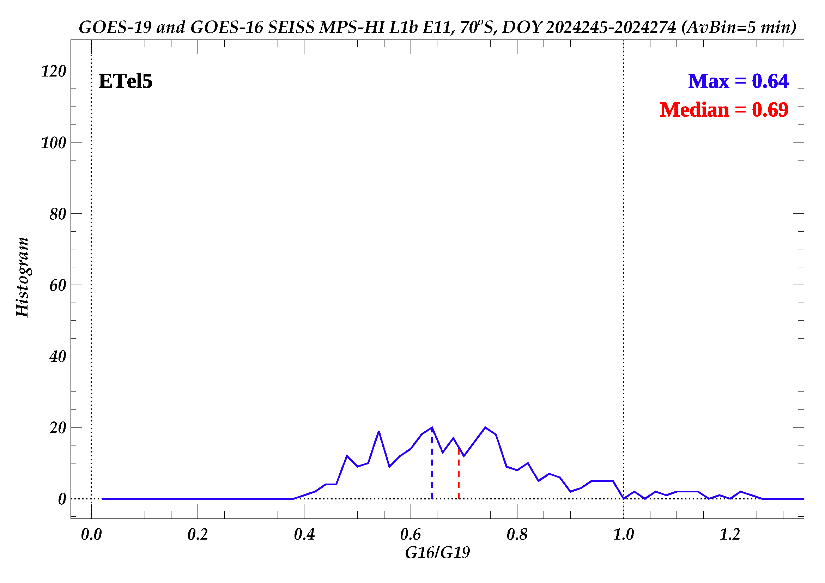 GOES-19 and GOES-16 SEISS MPS-HI L1b E11, 70°S, DOY 2024245-2024274 (AvBin=5 min)
ETel5
Max = 0.64
Median = 0.69
120
100
80
60
40
20
0
Histogram
0.0 0.2 0.4 0.6 0.8 1.0 1.2
G16/G19